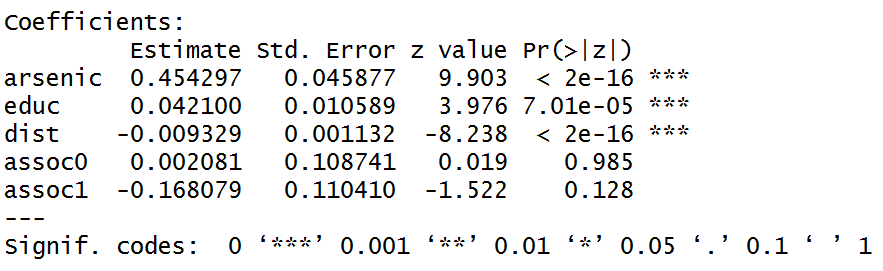 Coefficients:
         Estimate Std. Error z value Pr(>|z|)
arsenic  0.454297   0.045877   9.903  < 2e-16 ***
educ     0.042100   0.010589   3.976 7.01e-05 ***
dist    -0.009329   0.001132  -8.238  < 2e-16 ***
assoc0   0.002081   0.108741   0.019    0.985
assoc1  -0.168079   0.110410  -1.522    0.128
---
Signif. codes:  0 ‘***’ 0.001 ‘**’ 0.01 ‘*’ 0.05 ‘.’ 0.1 ‘ ’ 1